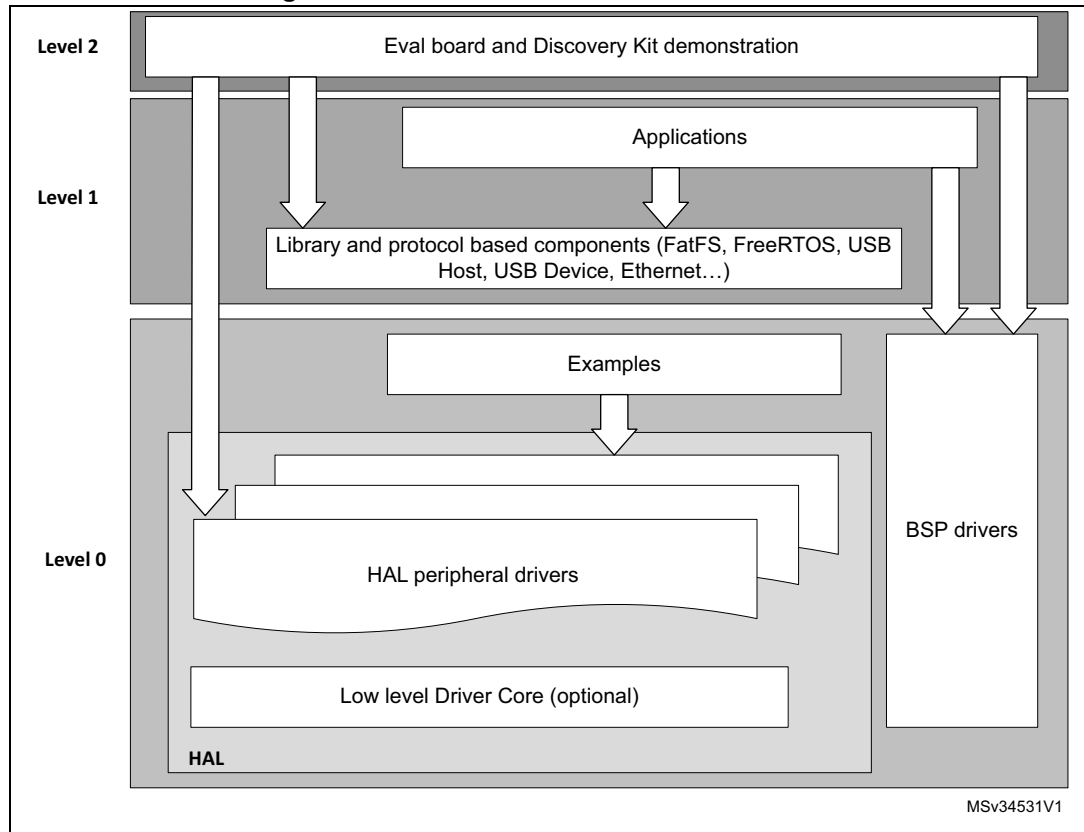 Level 2
Eval board and Discovery Kit demonstration
Applications
Level 1
Library and protocol based components (FatFS, FreeRTOS, USB
Host, USB Device, Ethernet…)
Examples
BSP drivers
Level 0
HAL peripheral drivers
Low level Driver Core (optional)
HAL
MSv34531V1